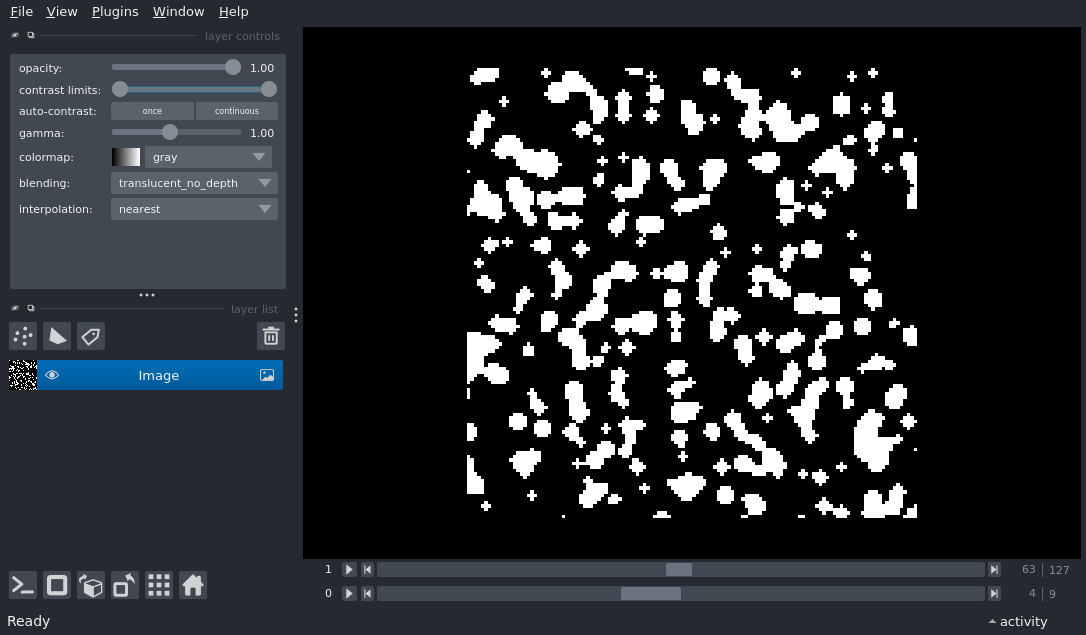 File View Plugins Window Help
layer controls
opacity: 1.00
contrast limits:
auto-contrast: once continuous
gamma: 1.00
colormap: gray
blending: translucent_no_depth
interpolation: nearest
layer list
Image
1 63 127
0 4 9
Ready activity